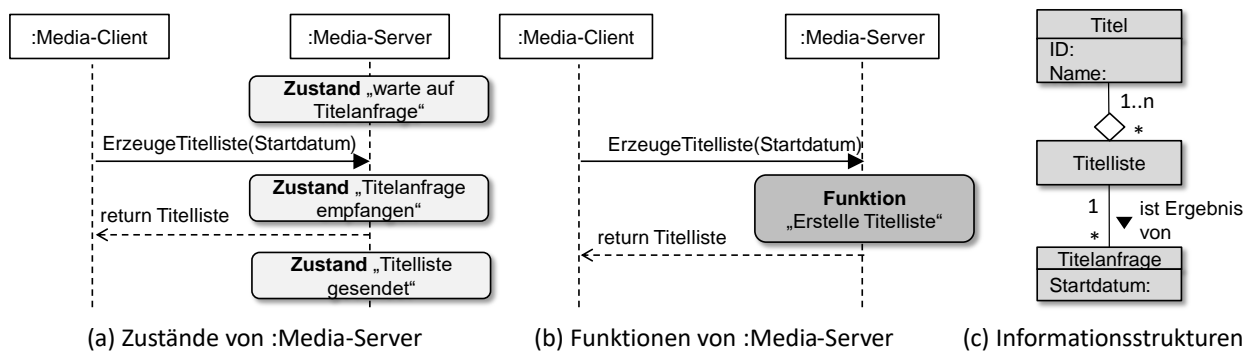 :Media-Client
:Media-Server
Zustand „warte auf
Titelanfrage“
ErzeugeTitelliste(Startdatum)
Zustand „Titelanfrage
empfangen“
return Titelliste
Zustand „Titelliste
gesendet“
(a) Zustände von :Media-Server
:Media-Client
:Media-Server
ErzeugeTitelliste(Startdatum)
Funktion
„Erstelle Titelliste“
return Titelliste
(b) Funktionen von :Media-Server
Titel
ID:
Name:
1..n
*
Titelliste
1
ist Ergebnis
von
*
Titelanfrage
Startdatum:
(c) Informationsstrukturen